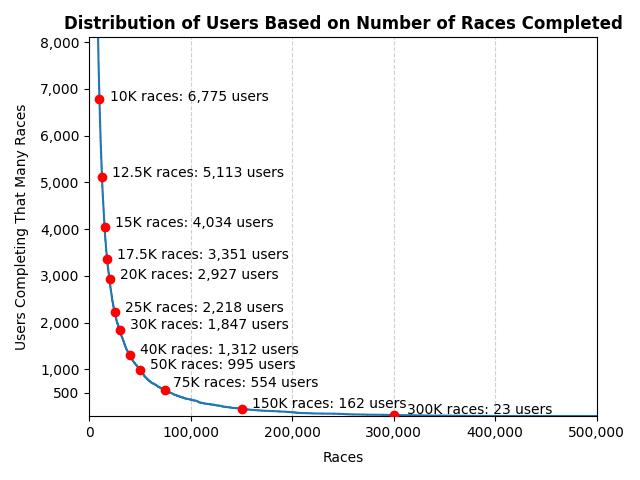 Distribution of Users Based on Number of Races Completed
Users Completing That Many Races
8,000
7,000
6,000
5,000
4,000
3,000
2,000
1,000
500
10K races: 6,775 users
12.5K races: 5,113 users
15K races: 4,034 users
17.5K races: 3,351 users
20K races: 2,927 users
25K races: 2,218 users
30K races: 1,847 users
40K races: 1,312 users
50K races: 995 users
75K races: 554 users
150K races: 162 users
300K races: 23 users
0 100,000 200,000 300,000 400,000 500,000
Races